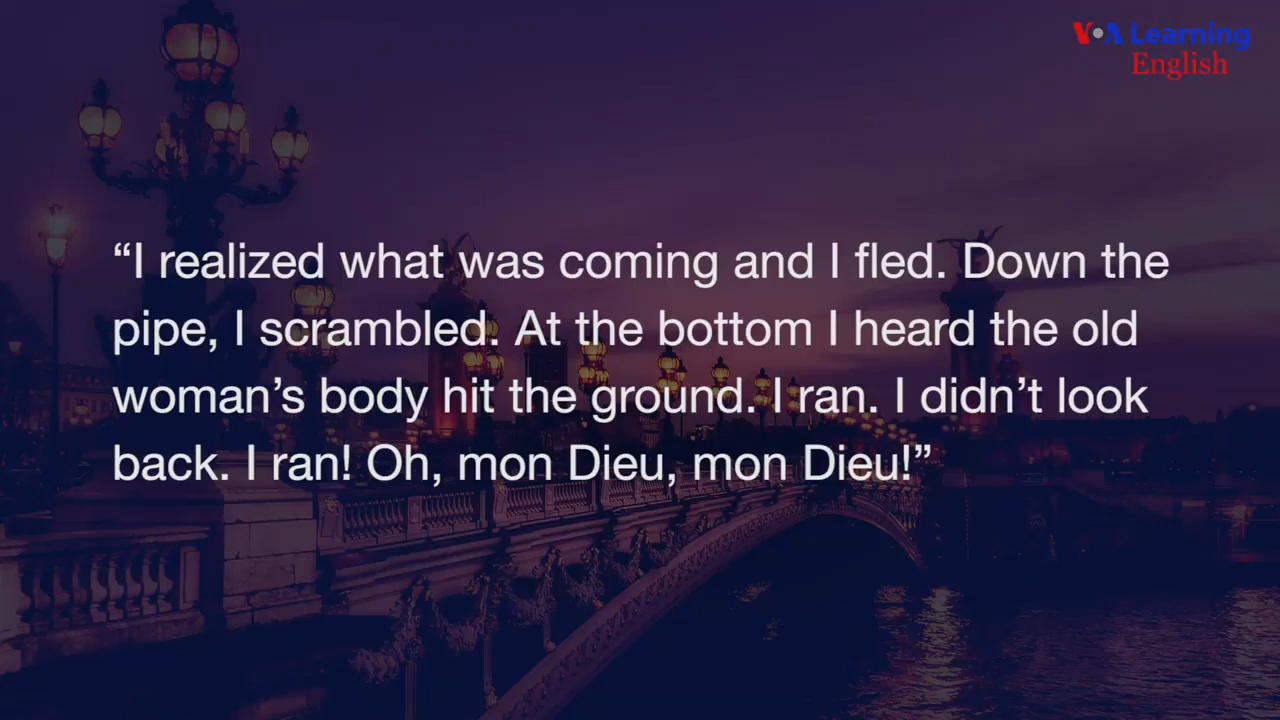 VOA Learning
English
“I realized what was coming and I fled. Down the
pipe, I scrambled. At the bottom I heard the old
woman’s body hit the ground. I ran. I didn’t look
back. I ran! Oh, mon Dieu, mon Dieu!”